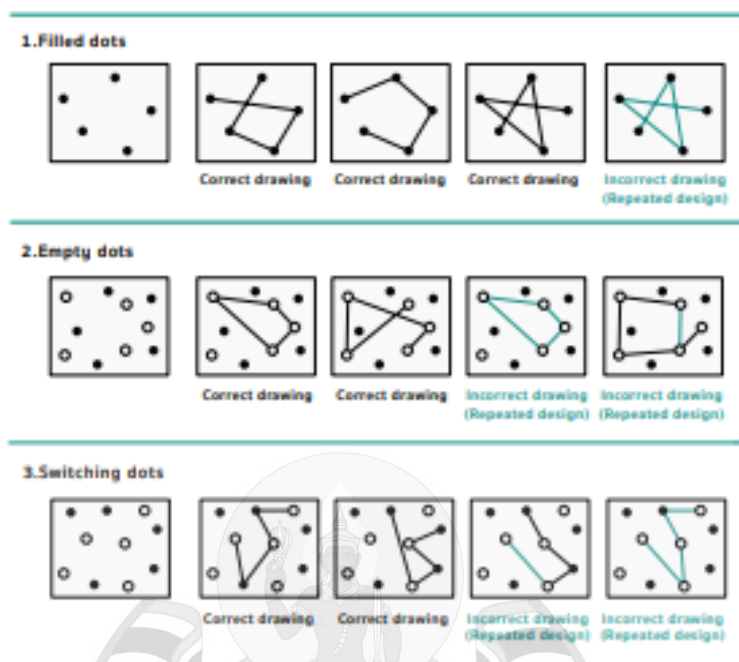 1.Filled dots
Correct drawing
Correct drawing
Correct drawing
Incorrect drawing
(Repeated design)
2.Empty dots
Correct drawing
Correct drawing
Incorrect drawing
(Repeated design)
Incorrect drawing
(Repeated design)
3.Switching dots
Correct drawing
Correct drawing
Incorrect drawing
(Repeated design)
Incorrect drawing
(Repeated design)